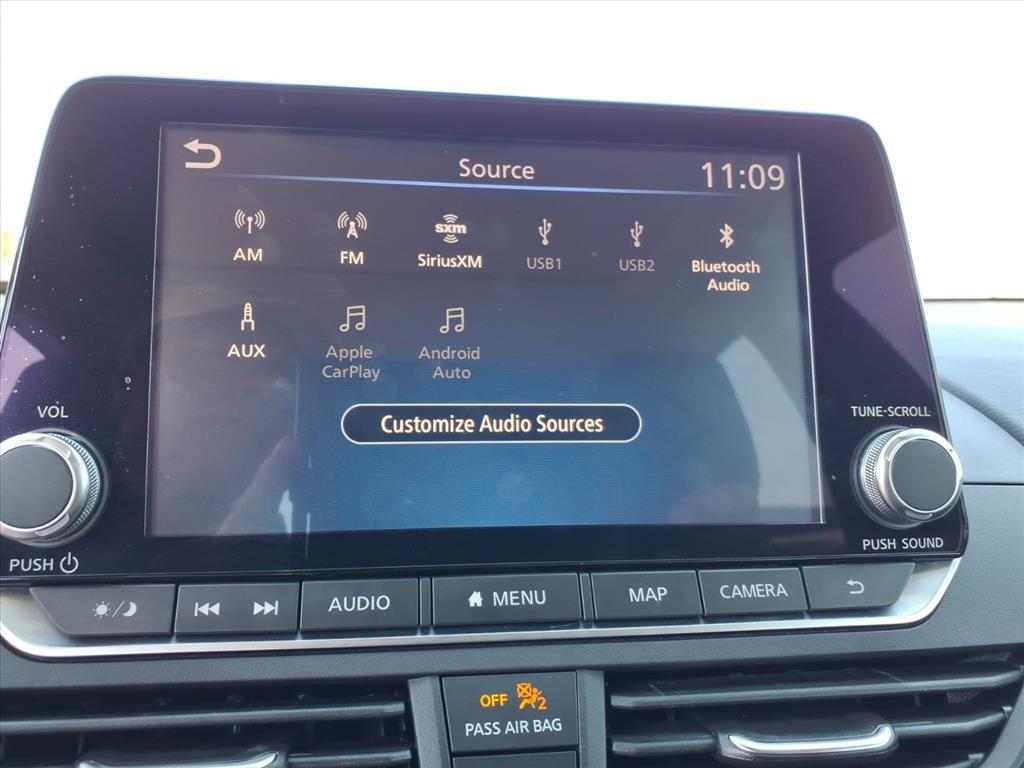 Source
11:09
AM
FM
sxm
SiriusXM
USB1
USB2
Bluetooth
Audio
AUX
Apple
CarPlay
Android
Auto
Customize Audio Sources
VOL
PUSH
TUNE·SCROLL
PUSH SOUND
AUDIO
MENU
MAP
CAMERA
OFF
2
PASS AIR BAG